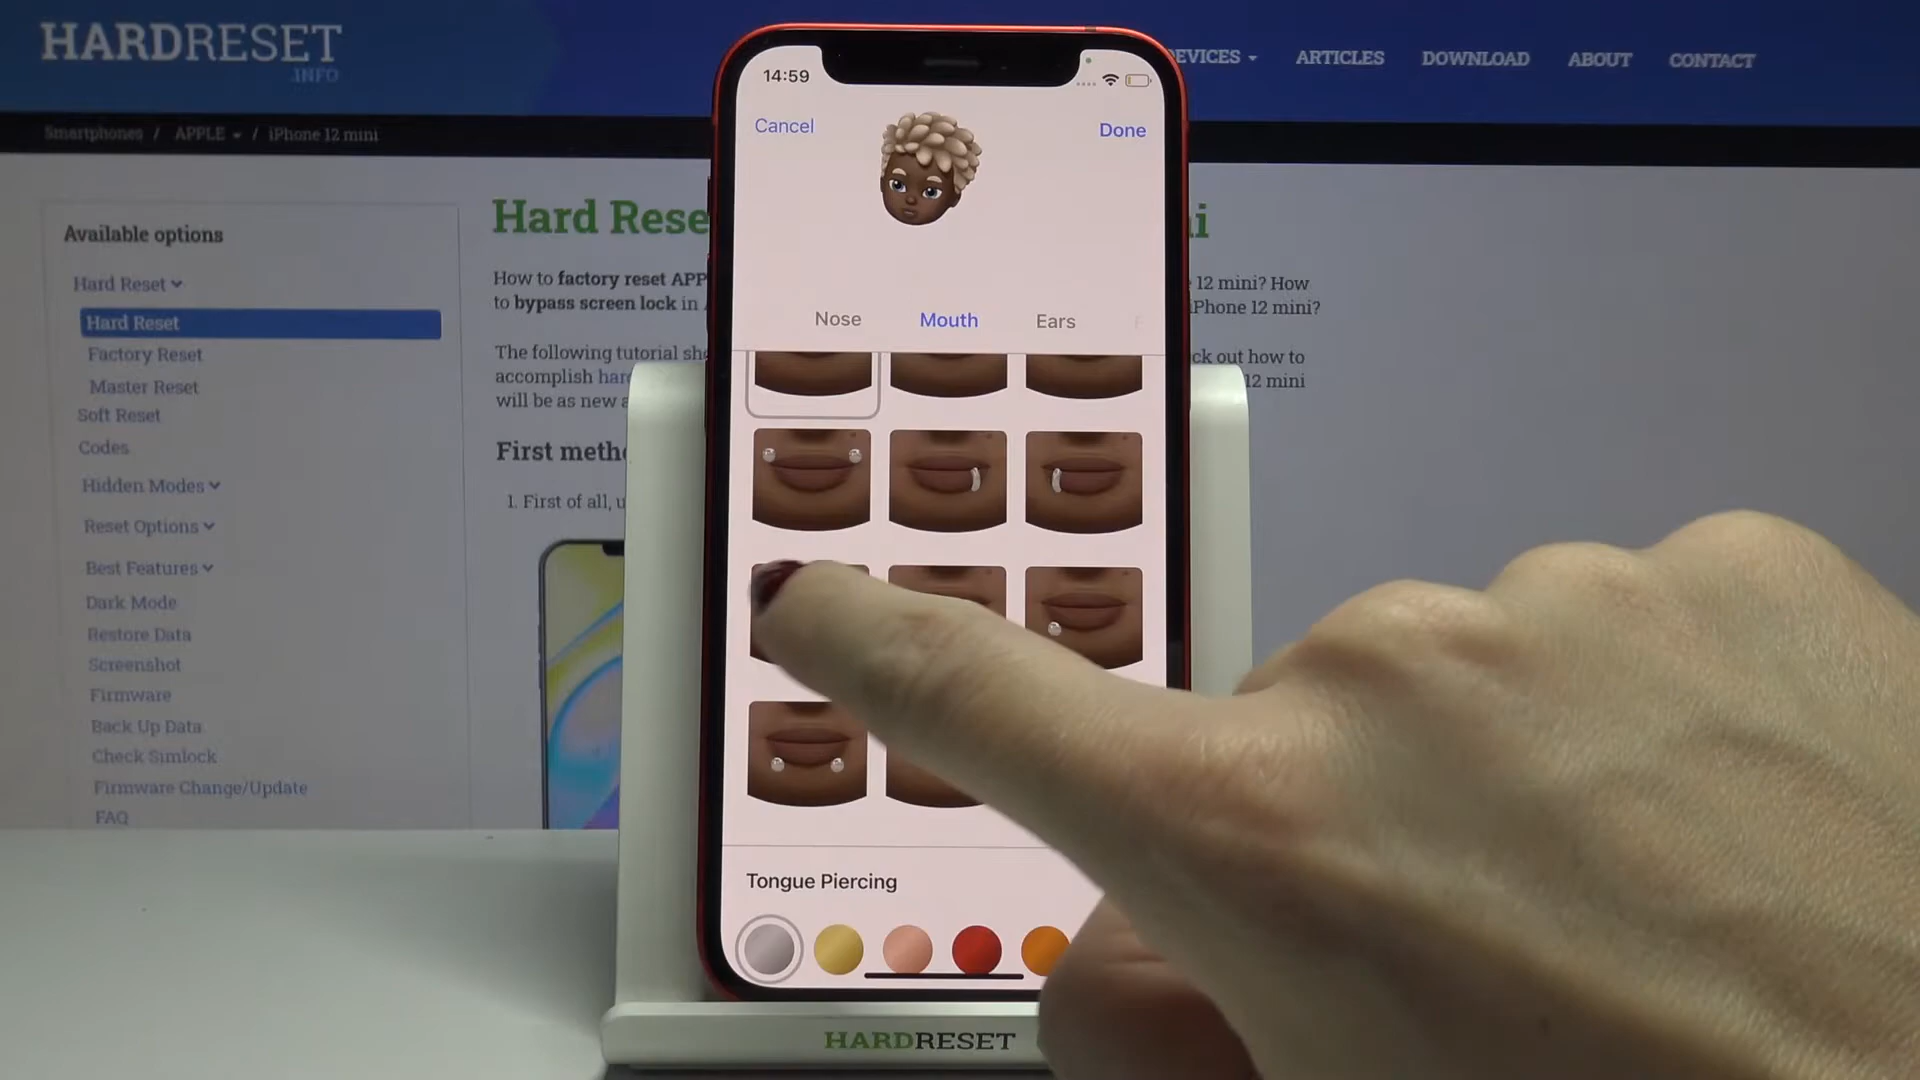 HARDRESET
.INFO
DEVICES
ARTICLES
DOWNLOAD
ABOUT
CONTACT
Smartphones / APPLE / iPhone 12 mini
Available options
Hard Reset
Hard Reset
Factory Reset
Master Reset
Soft Reset
Codes
Hidden Modes
Reset Options
Best Features
Dark Mode
Restore Data
Screenshot
Firmware
Back Up Data
Check Simlock
Firmware Change/Update
FAQ
Hard Rese
How to factory reset APP
12 mini? How
to bypass screen lock in
iPhone 12 mini?
The following tutorial sh
ck out how to
accomplish har
12 mini
will be as new a
First meth
1. First of all, u
14:59
Cancel
Done
Nose
Mouth
Ears
Tongue Piercing
HARDRESET